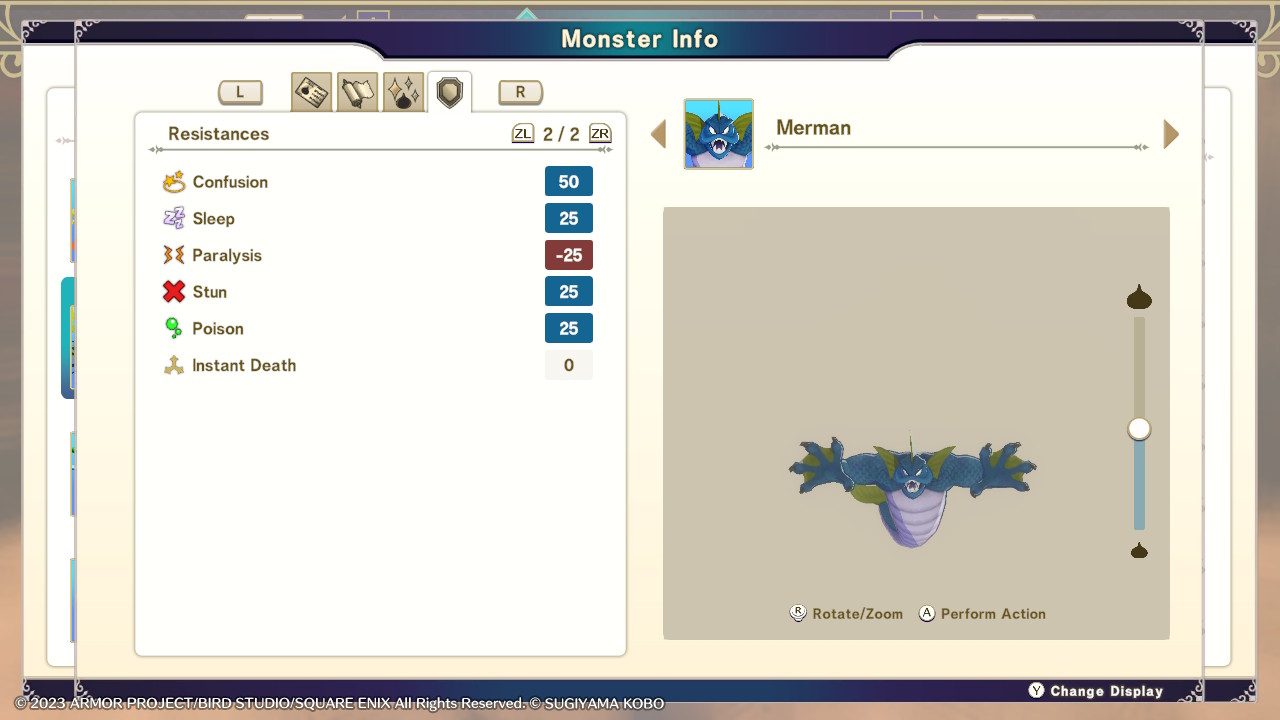 Monster Info
L
R
Resistances
ZL 2 / 2 ZR
Confusion 50
Sleep 25
Paralysis -25
Stun 25
Poison 25
Instant Death 0
Merman
R Rotate/Zoom A Perform Action
Y Change Display
© 2023 ARMOR PROJECT/BIRD STUDIO/SQUARE ENIX All Rights Reserved. © SUGIYAMA KOBO